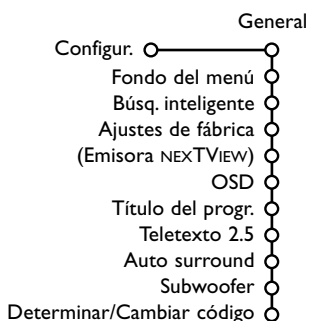 General
Configur.
Fondo del menú
Búsq. inteligente
Ajustes de fábrica
(Emisora NEXTVIEW)
OSD
Título del progr.
Teletexto 2.5
Auto surround
Subwoofer
Determinar/Cambiar código